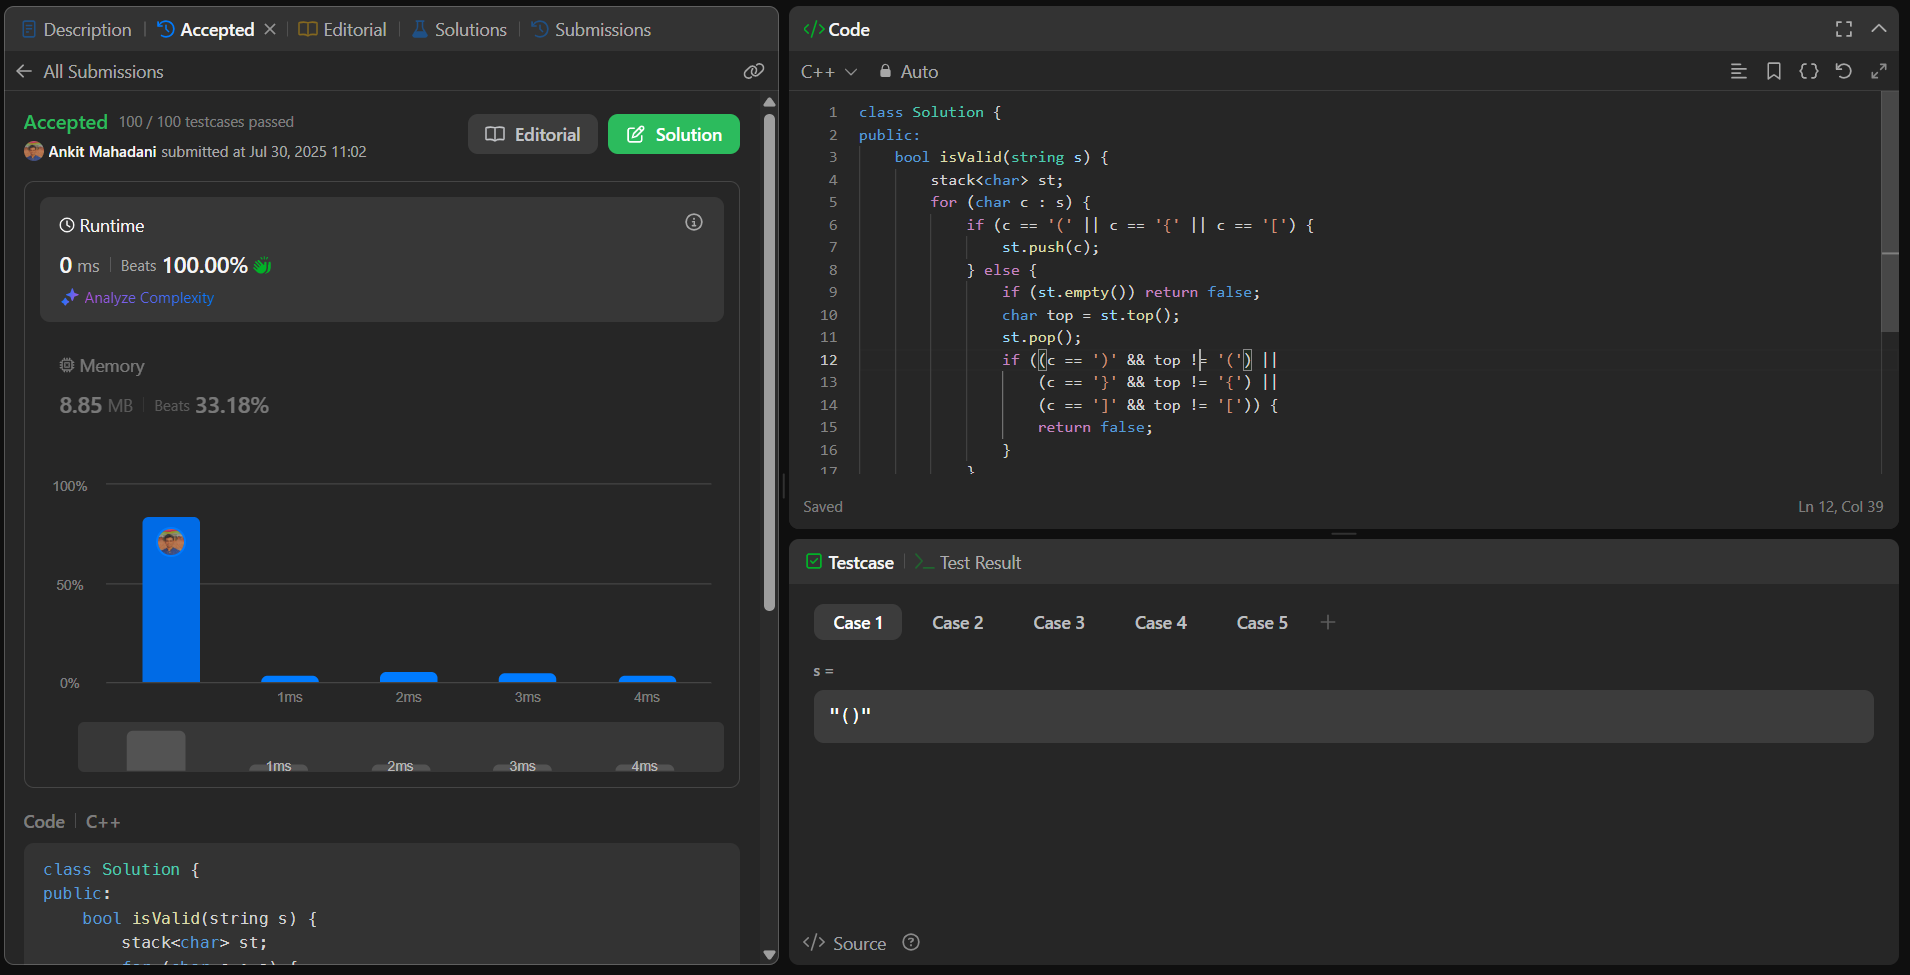 Description
Accepted
Editorial
Solutions
Submissions
All Submissions
Accepted 100 / 100 testcases passed
Ankit Mahadani submitted at Jul 30, 2025 11:02
Editorial
Solution
Runtime
0 ms Beats 100.00%
Analyze Complexity
Memory
8.85 MB Beats 33.18%
100%
50%
0%
1ms 2ms 3ms 4ms
1ms 2ms 3ms 4ms
Code C++
class Solution {
public:
    bool isValid(string s) {
        stack<char> st;
        for (char c : s) {
</> Code
C++ Auto
1 class Solution {
2 public:
3     bool isValid(string s) {
4         stack<char> st;
5         for (char c : s) {
6             if (c == '(' || c == '{' || c == '[') {
7                 st.push(c);
8             } else {
9                 if (st.empty()) return false;
10                 char top = st.top();
11                 st.pop();
12                 if ((c == ')' && top != '(') ||
13                     (c == '}' && top != '{') ||
14                     (c == ']' && top != '[')) {
15                     return false;
16                 }
17             }
Saved
Ln 12, Col 39
Testcase
Test Result
Case 1 Case 2 Case 3 Case 4 Case 5 +
s =
"()"
</> Source